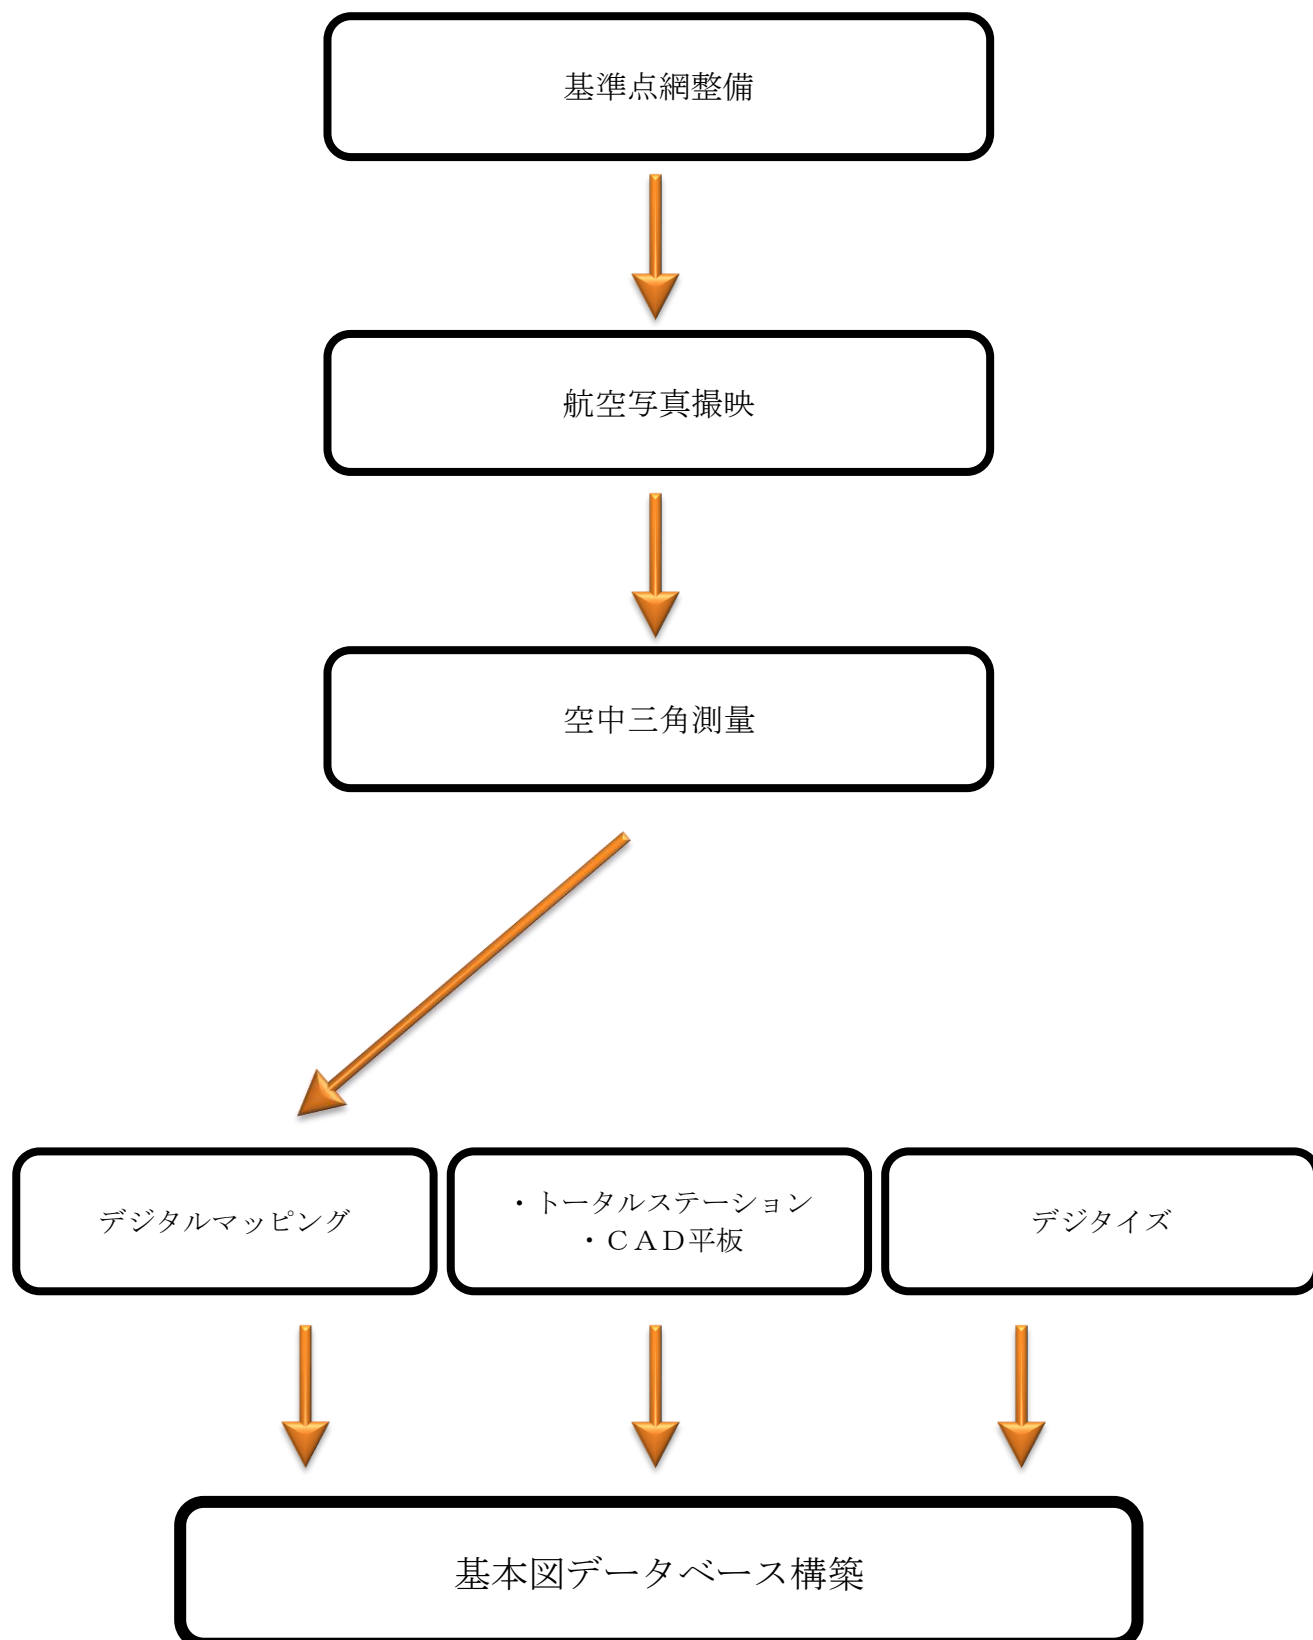 基準点網整備
航空写真撮映
空中三角測量
デジタルマッピング
・トータルステーション
・ＣＡＤ平板
デジタイズ
基本図データベース構築